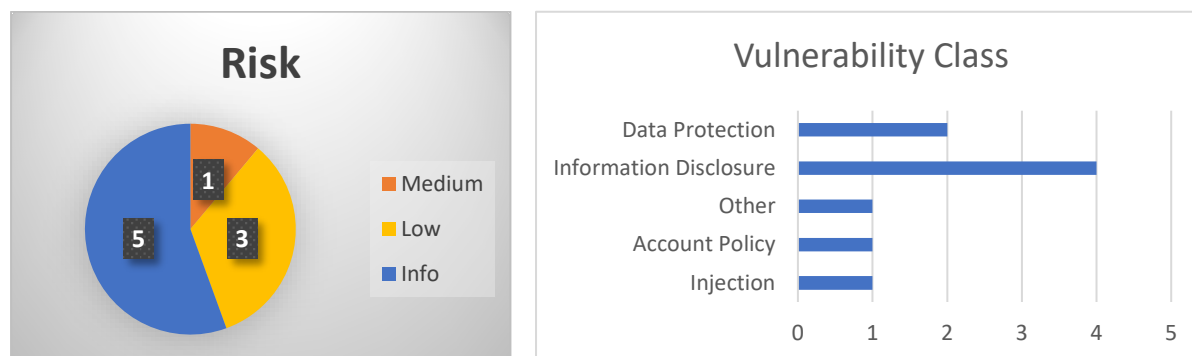 Risk
1
3
5
Medium
Low
Info
Vulnerability Class
Data Protection
Information Disclosure
Other
Account Policy
Injection
0 1 2 3 4 5